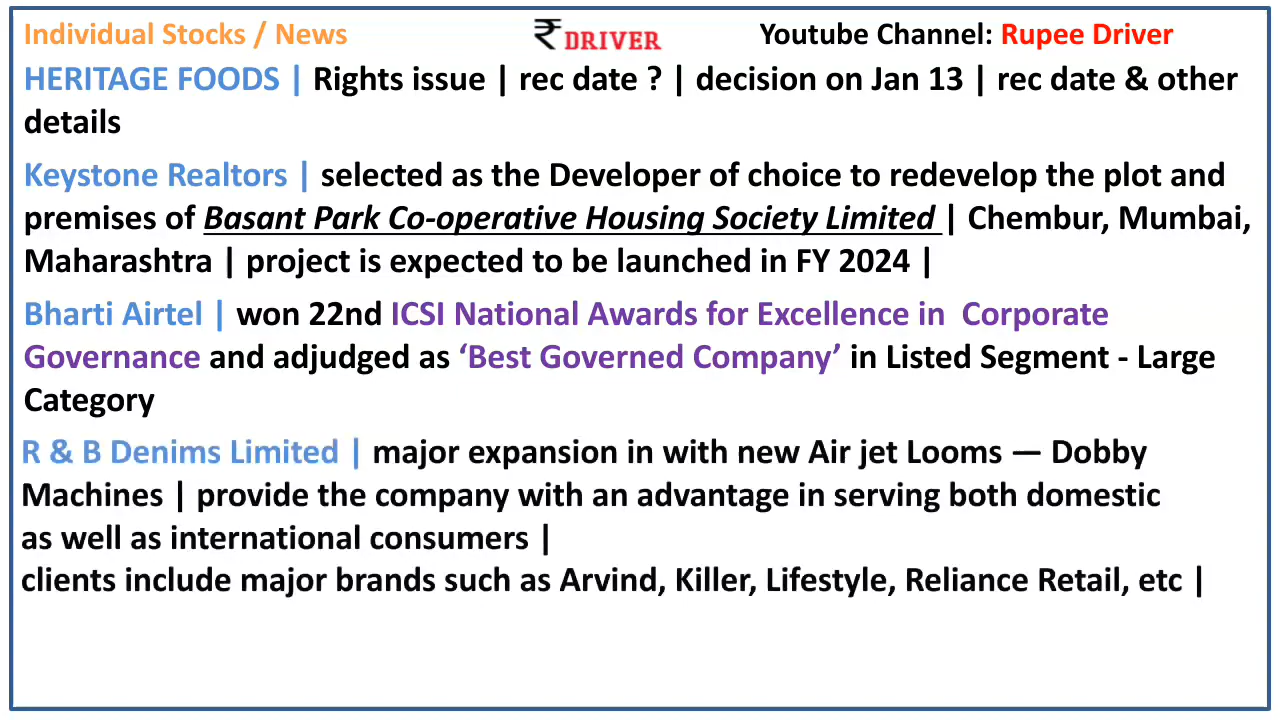 Individual Stocks / News
₹ DRIVER
Youtube Channel: Rupee Driver
HERITAGE FOODS | Rights issue | rec date ? | decision on Jan 13 | rec date & other
details
Keystone Realtors | selected as the Developer of choice to redevelop the plot and
premises of Basant Park Co-operative Housing Society Limited | Chembur, Mumbai,
Maharashtra | project is expected to be launched in FY 2024 |
Bharti Airtel | won 22nd ICSI National Awards for Excellence in Corporate
Governance and adjudged as ‘Best Governed Company’ in Listed Segment - Large
Category
R & B Denims Limited | major expansion in with new Air jet Looms — Dobby
Machines | provide the company with an advantage in serving both domestic
as well as international consumers |
clients include major brands such as Arvind, Killer, Lifestyle, Reliance Retail, etc |